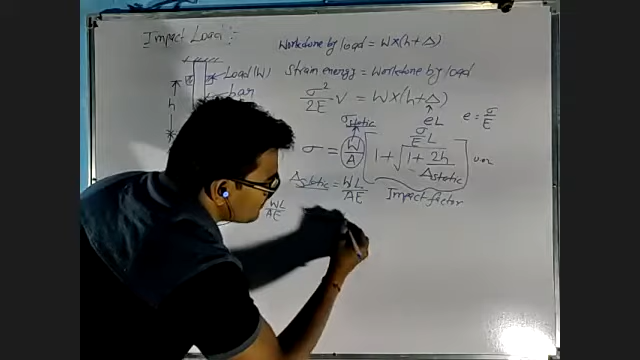 Impact Load :-
Workdone by load = W×(h+Δ)
Load(W)
Strain energy = Workdone by load
bar
σ²/2E · V = W×(h+Δ)
h
eL
e = σ/E
σ/E L
σstatic
σ = W/A [1+√(1+2h/Δstatic)]
Δstatic = WL/AE
Impact factor
WL/AE